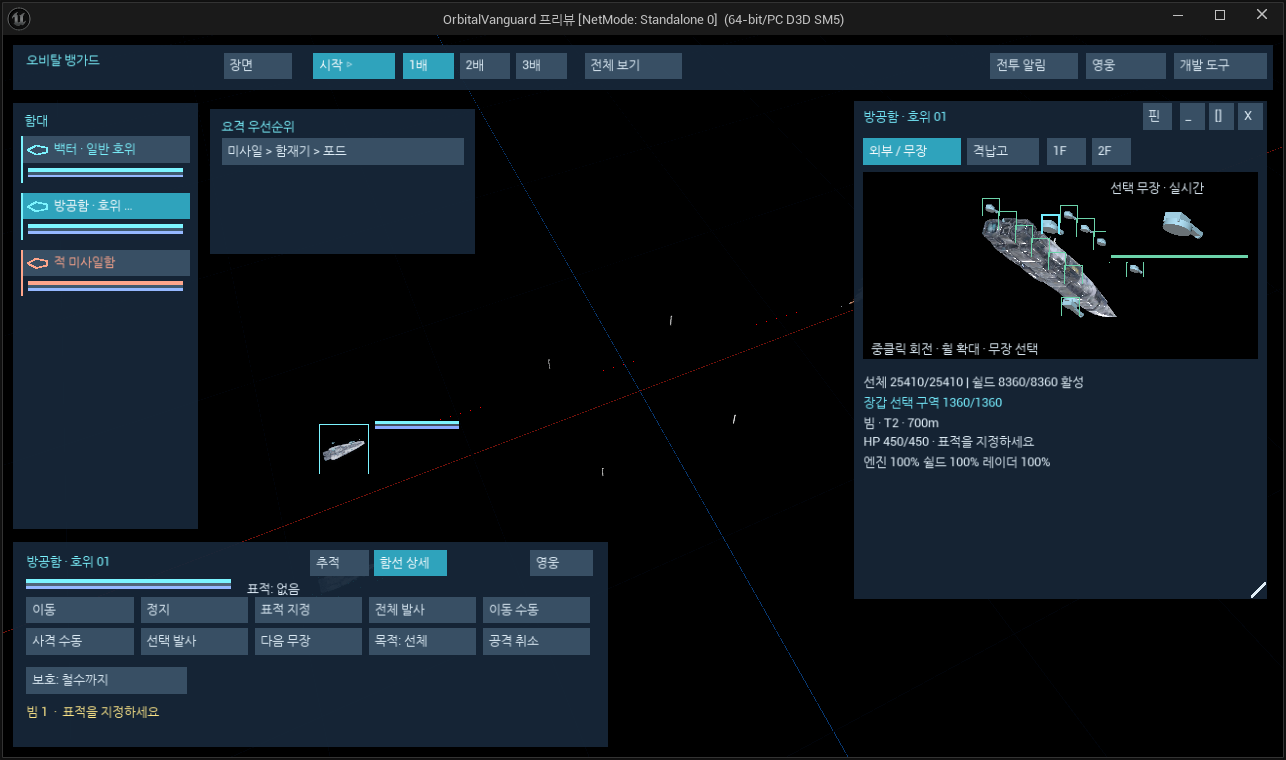 OrbitalVanguard 프리뷰 [NetMode: Standalone 0] (64-bit/PC D3D SM5)
오비탈 뱅가드
장면
시작 >
1배
2배
3배
전체 보기
전투 알림
영웅
개발 도구
함대
벡터 · 일반 호위
방공함 · 호위 ...
적 미사일함
요격 우선순위
미사일 > 함재기 > 포드
방공함 · 호위 01
핀
_
[]
X
외부 / 무장
격납고
1F
2F
선택 무장 · 실시간
중클릭 회전 · 휠 확대 · 무장 선택
선체 25410/25410 | 쉴드 8360/8360 활성
장갑 선택 구역 1360/1360
빔 · T2 · 700m
HP 450/450 · 표적을 지정하세요
엔진 100% 쉴드 100% 레이더 100%
방공함 · 호위 01
추적
함선 상세
영웅
표적: 없음
이동
정지
표적 지정
전체 발사
이동 수동
사격 수동
선택 발사
다음 무장
목적: 선체
공격 취소
보호: 철수까지
빔 1 · 표적을 지정하세요